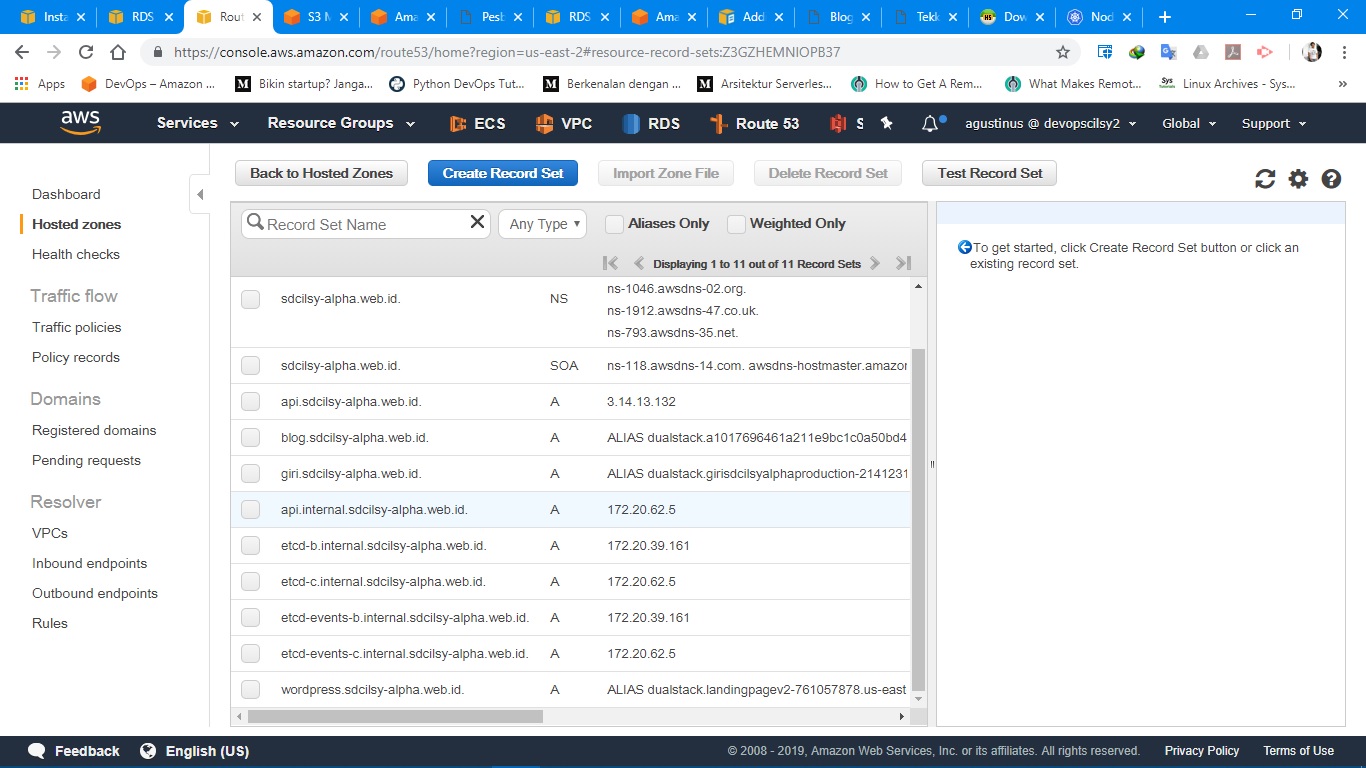 Insta
RDS
Rout
S3 M
Ama
Pesb
RDS
Ama
Add
Blog
Tekk
Dow
Nod
https://console.aws.amazon.com/route53/home?region=us-east-2#resource-record-sets:Z3GZHEMNIOPB37
Apps
DevOps – Amazon ...
Bikin startup? Janga...
Python DevOps Tut...
Berkenalan dengan ...
Arsitektur Serverles...
How to Get A Rem...
What Makes Remot...
Linux Archives - Sys...
aws
Services
Resource Groups
ECS
VPC
RDS
Route 53
S
agustinus @ devopscilsy2
Global
Support
Dashboard
Hosted zones
Health checks
Traffic flow
Traffic policies
Policy records
Domains
Registered domains
Pending requests
Resolver
VPCs
Inbound endpoints
Outbound endpoints
Rules
Back to Hosted Zones
Create Record Set
Import Zone File
Delete Record Set
Test Record Set
Record Set Name
Any Type
Aliases Only
Weighted Only
Displaying 1 to 11 out of 11 Record Sets
ns-1046.awsdns-02.org.
sdcilsy-alpha.web.id. NS
ns-1912.awsdns-47.co.uk.
ns-793.awsdns-35.net.
sdcilsy-alpha.web.id. SOA ns-118.awsdns-14.com. awsdns-hostmaster.amazon
api.sdcilsy-alpha.web.id. A 3.14.13.132
blog.sdcilsy-alpha.web.id. A ALIAS dualstack.a1017696461a211e9bc1c0a50bd4
giri.sdcilsy-alpha.web.id. A ALIAS dualstack.girisdcilsyalphaproduction-2141231
api.internal.sdcilsy-alpha.web.id. A 172.20.62.5
etcd-b.internal.sdcilsy-alpha.web.id. A 172.20.39.161
etcd-c.internal.sdcilsy-alpha.web.id. A 172.20.62.5
etcd-events-b.internal.sdcilsy-alpha.web.id. A 172.20.39.161
etcd-events-c.internal.sdcilsy-alpha.web.id. A 172.20.62.5
wordpress.sdcilsy-alpha.web.id. A ALIAS dualstack.landingpagev2-761057878.us-east
To get started, click Create Record Set button or click an
existing record set.
Feedback
English (US)
© 2008 - 2019, Amazon Web Services, Inc. or its affiliates. All rights reserved.
Privacy Policy
Terms of Use